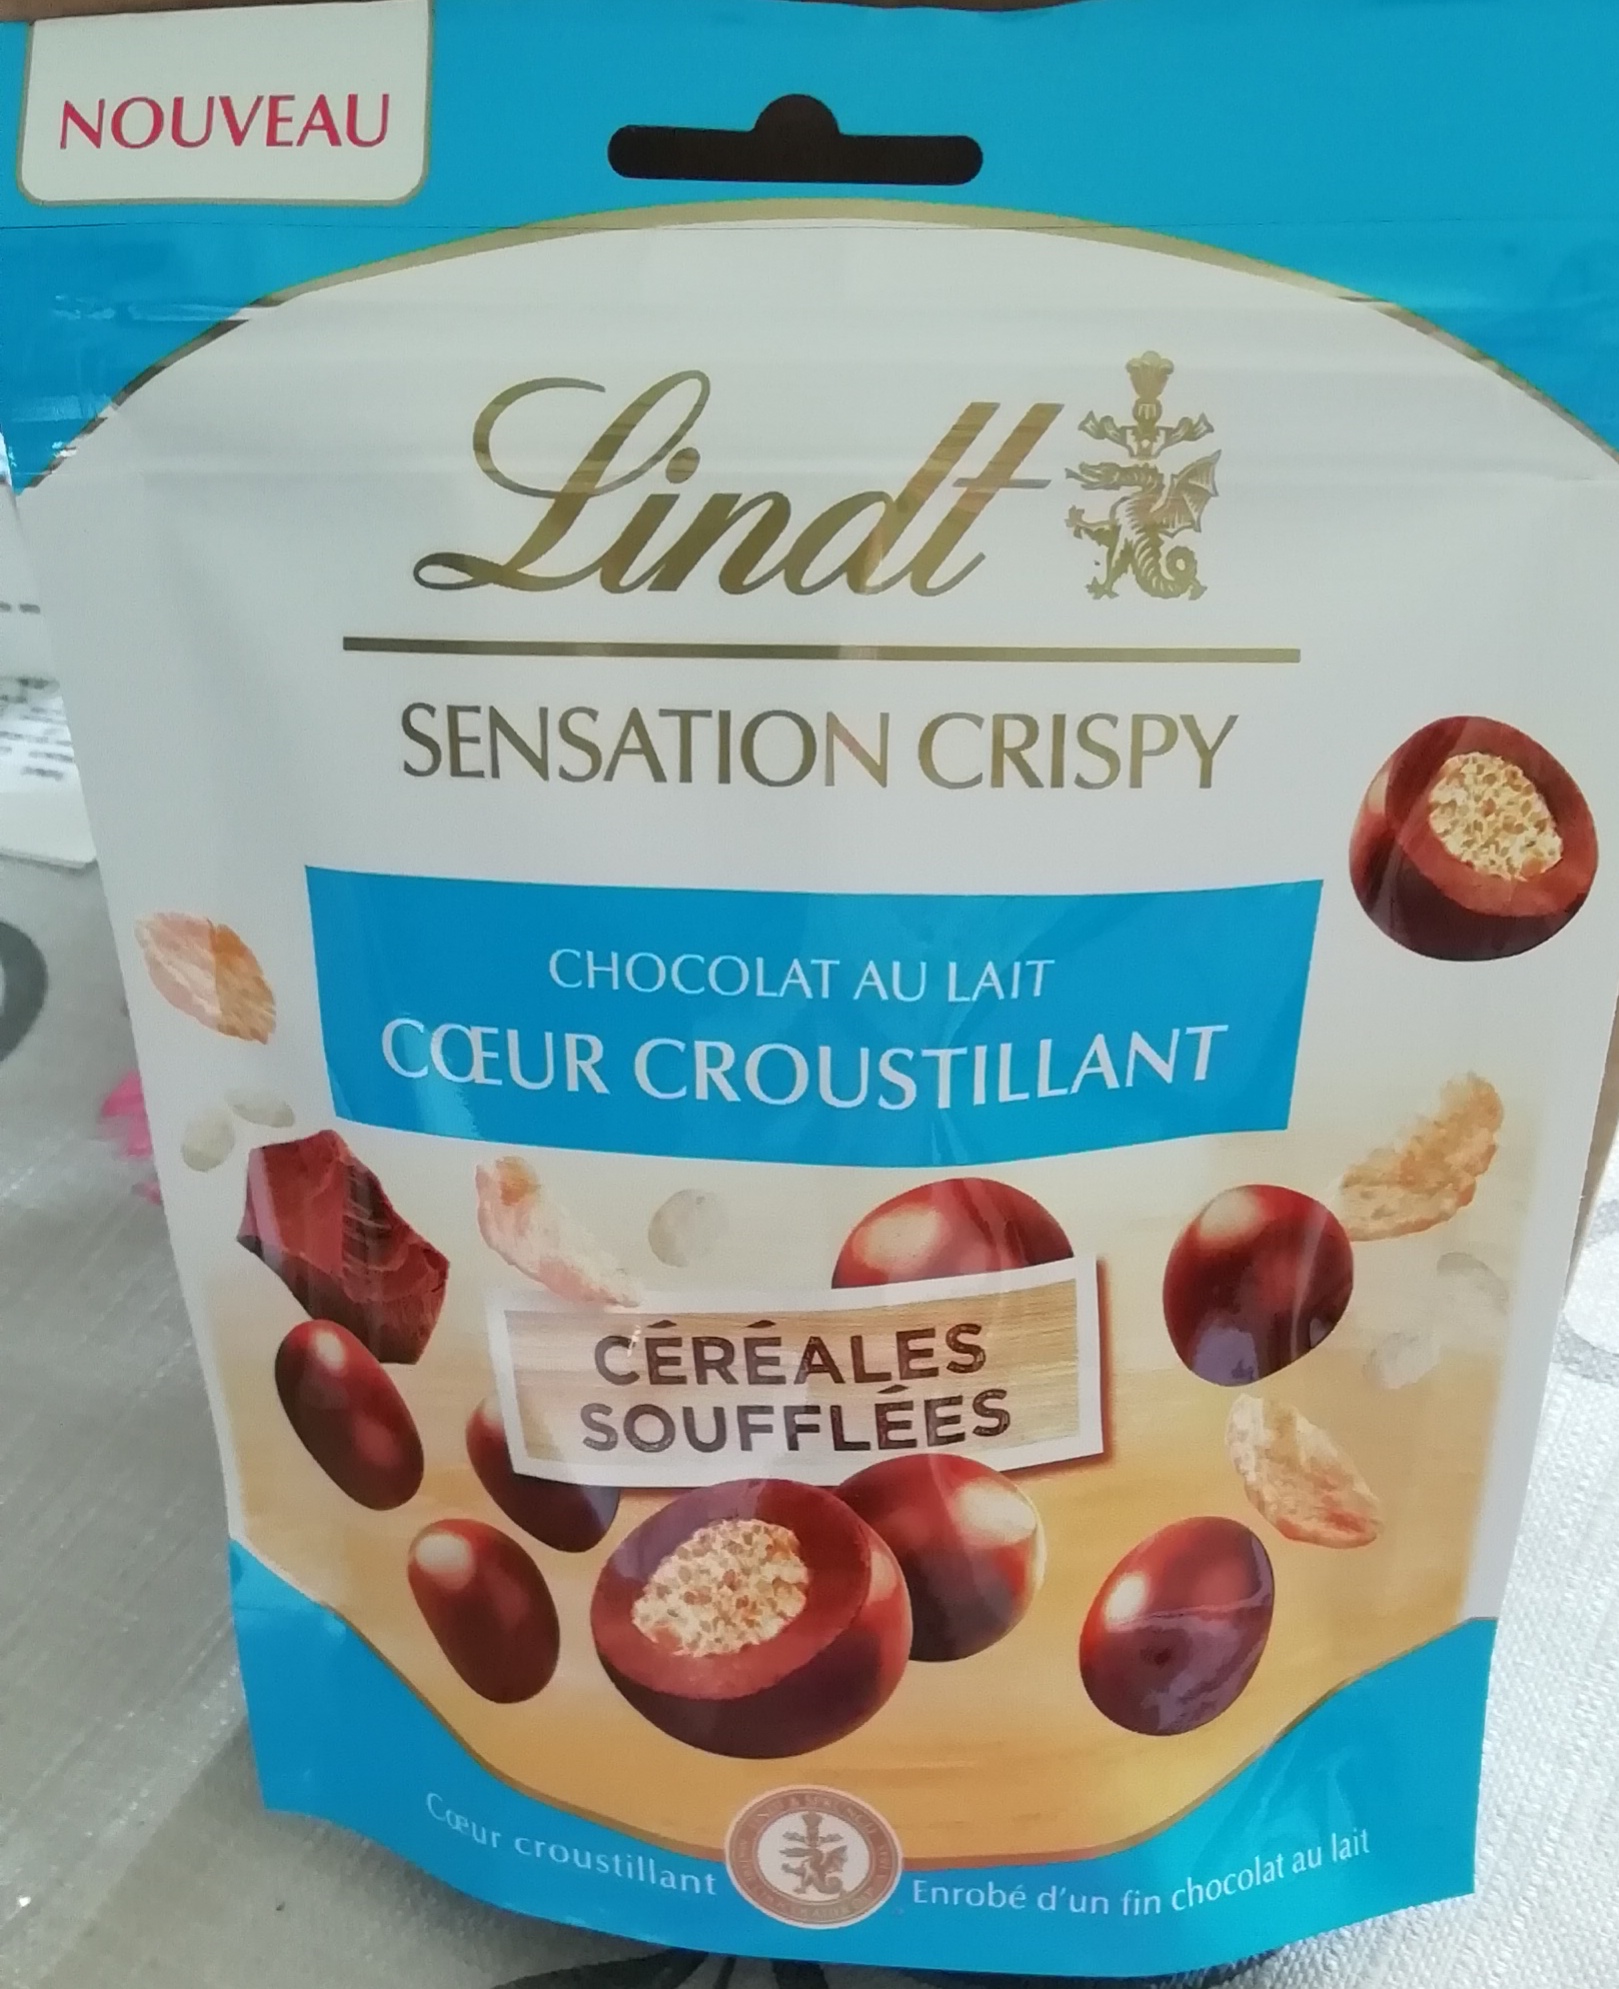 NOUVEAU
Lindt
SENSATION CRISPY
CHOCOLAT AU LAIT
CŒUR CROUSTILLANT
CÉRÉALES
SOUFFLÉES
Cœur croustillant
Enrobé d'un fin chocolat au lait